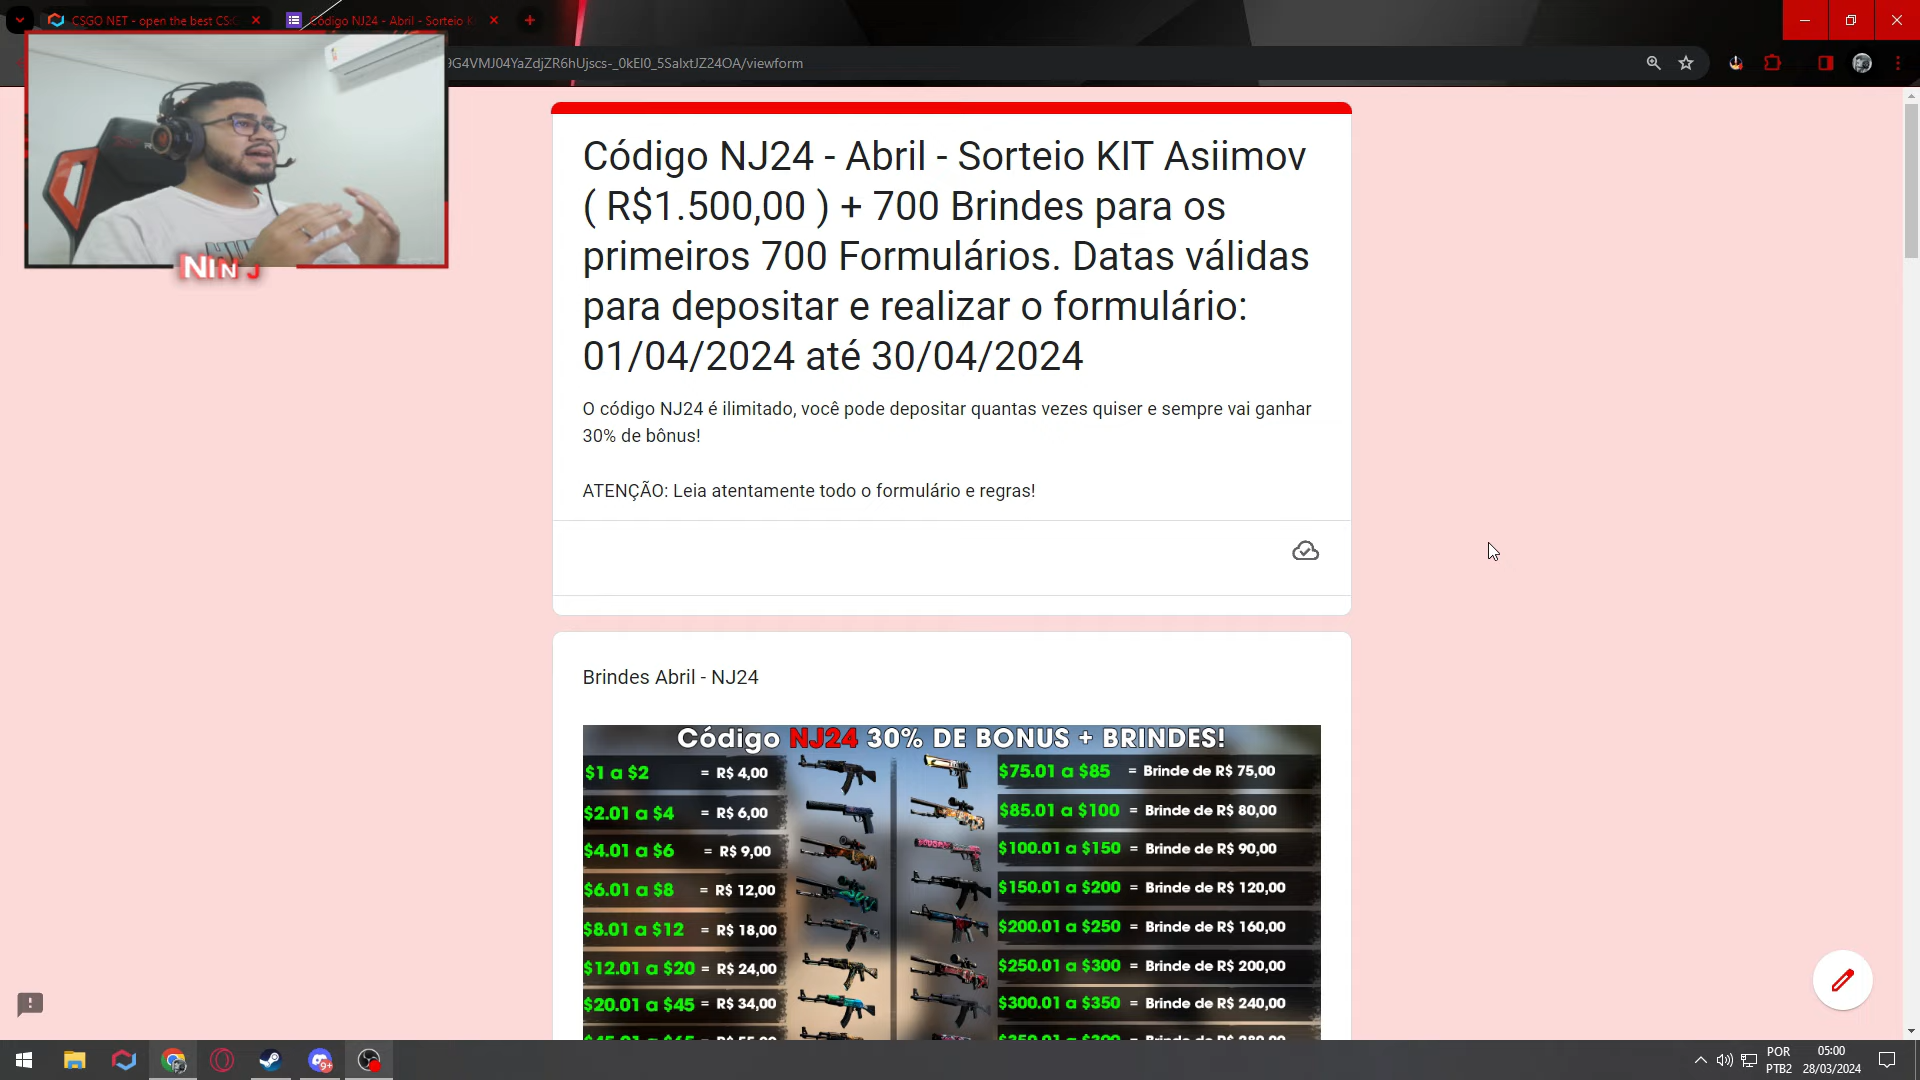 CSGO NET - open the best CS:
Código NJ24 - Abril - Sorteio K
9G4VMJ04YaZdjZR6hUjscs-_0kEl0_5SalxtJZ24OA/viewform
NINJ
Código NJ24 - Abril - Sorteio KIT Asiimov
( R$1.500,00 ) + 700 Brindes para os
primeiros 700 Formulários. Datas válidas
para depositar e realizar o formulário:
01/04/2024 até 30/04/2024
O código NJ24 é ilimitado, você pode depositar quantas vezes quiser e sempre vai ganhar
30% de bônus!
ATENÇÃO: Leia atentamente todo o formulário e regras!
Brindes Abril - NJ24
Código NJ24 30% DE BONUS + BRINDES!
$1 a $2 = R$ 4,00
$2.01 a $4 = R$ 6,00
$4.01 a $6 = R$ 9,00
$6.01 a $8 = R$ 12,00
$8.01 a $12 = R$ 18,00
$12.01 a $20 = R$ 24,00
$20.01 a $45 = R$ 34,00
$75.01 a $85 = Brinde de R$ 75,00
$85.01 a $100 = Brinde de R$ 80,00
$100.01 a $150 = Brinde de R$ 90,00
$150.01 a $200 = Brinde de R$ 120,00
$200.01 a $250 = Brinde de R$ 160,00
$250.01 a $300 = Brinde de R$ 200,00
$300.01 a $350 = Brinde de R$ 240,00
9+
POR
PTB2
05:00
28/03/2024